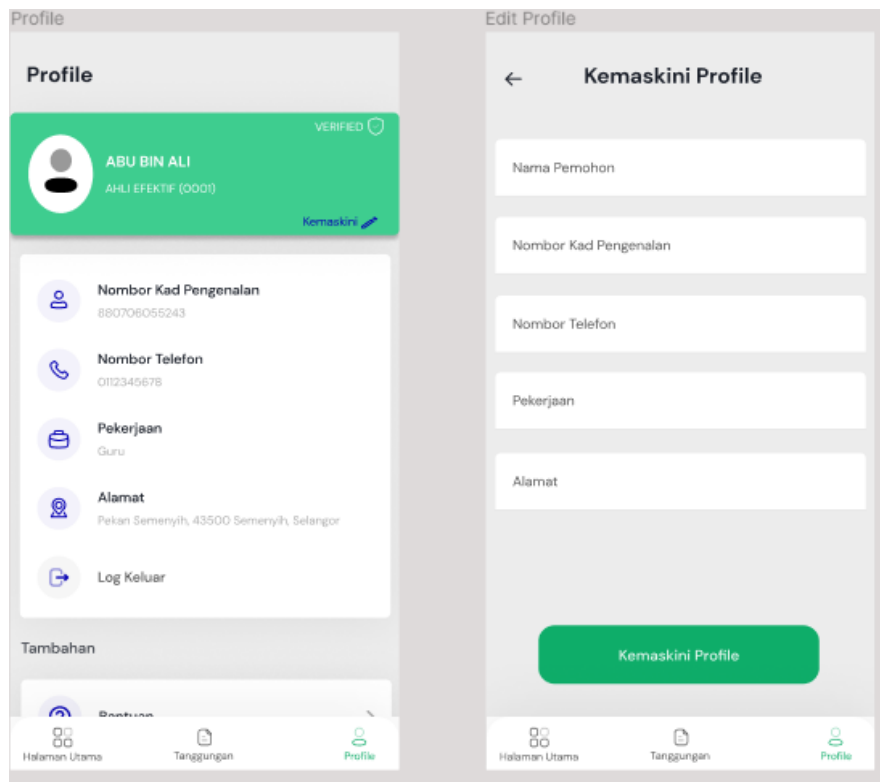 Profile
Profile
VERIFIED
ABU BIN ALI
AHLI EFEKTIF (0001)
Kemaskini
Nombor Kad Pengenalan
880706055243
Nombor Telefon
0112345678
Pekerjaan
Guru
Alamat
Pekan Semenyih, 43500 Semenyih, Selangor
Log Keluar
Tambahan
Bantuan
Halaman Utama
Tanggungan
Profile
Edit Profile
Kemaskini Profile
Nama Pemohon
Nombor Kad Pengenalan
Nombor Telefon
Pekerjaan
Alamat
Kemaskini Profile
Halaman Utama
Tanggungan
Profile